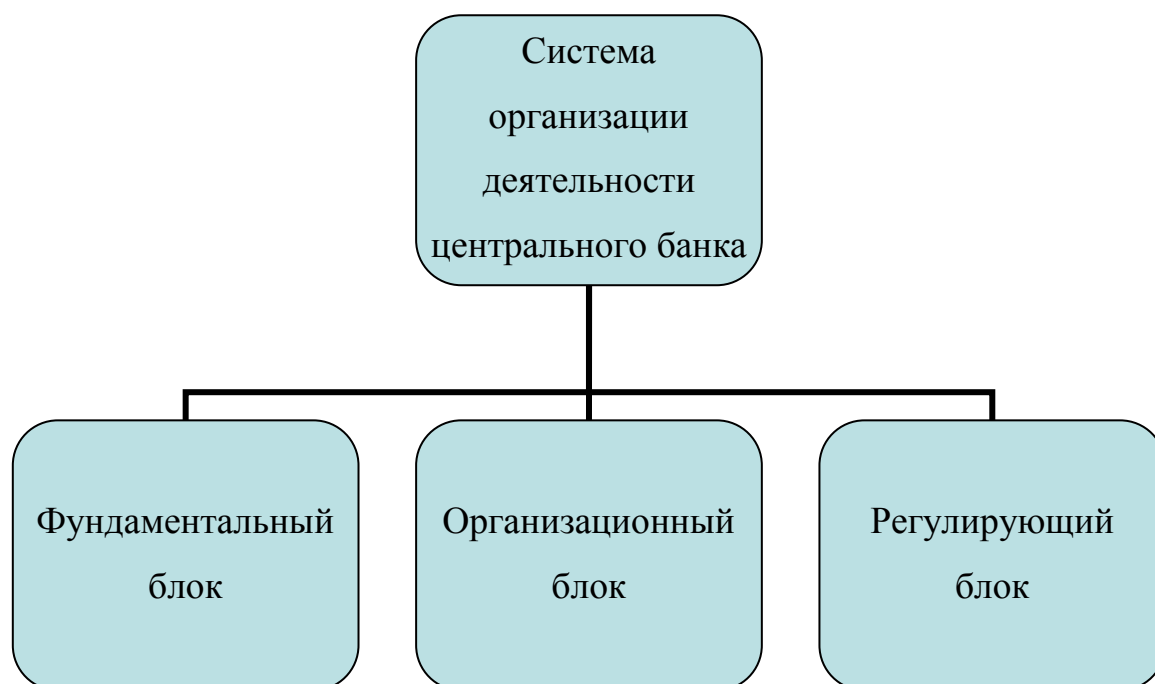 Система
организации
деятельности
центрального банка
Фундаментальный
блок
Организационный
блок
Регулирующий
блок